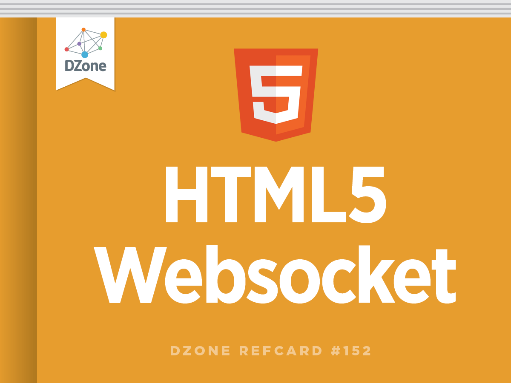 DZone
5
HTML5
Websocket
DZONE REFCARD #152